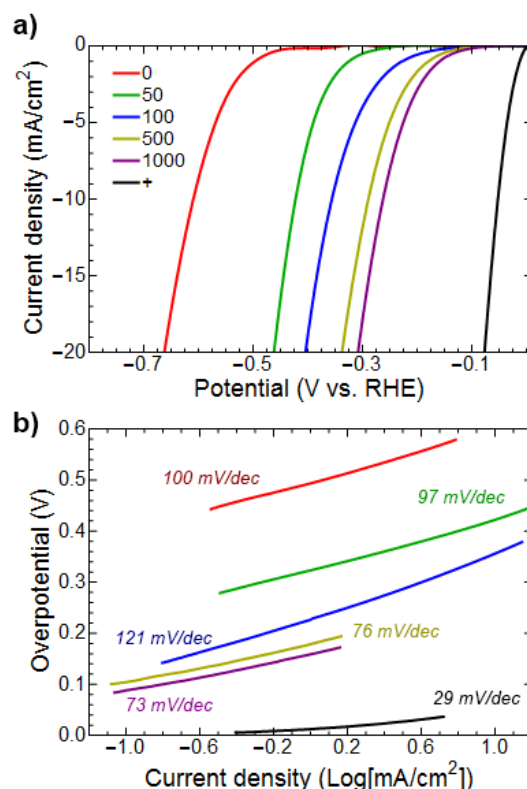 a)
Current density (mA/cm²)
0
−5
−10
−15
−20
0
50
100
500
1000
+
−0.7
−0.5
−0.3
−0.1
Potential (V vs. RHE)
b)
Overpotential (V)
0.6
0.5
0.4
0.3
0.2
0.1
0.0
100 mV/dec
97 mV/dec
121 mV/dec
76 mV/dec
73 mV/dec
29 mV/dec
−1.0
−0.6
−0.2
0.2
0.6
1.0
Current density (Log[mA/cm²])